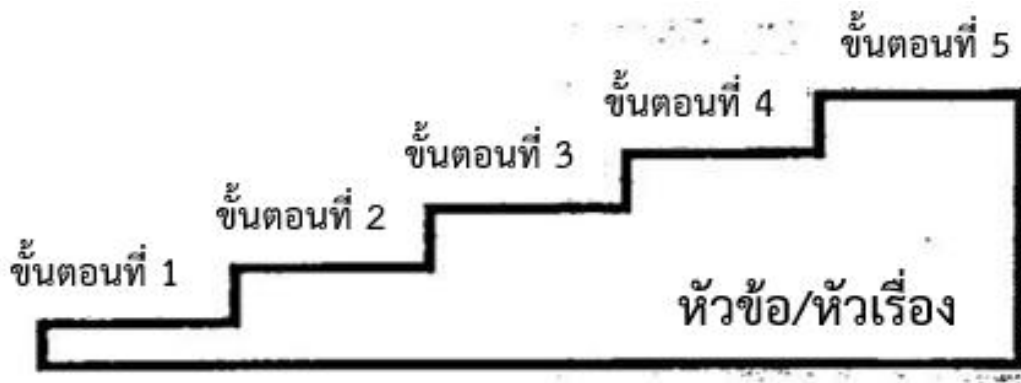 ขั้นตอนที่ 5
ขั้นตอนที่ 4
ขั้นตอนที่ 3
ขั้นตอนที่ 2
ขั้นตอนที่ 1
หัวข้อ/หัวเรื่อง